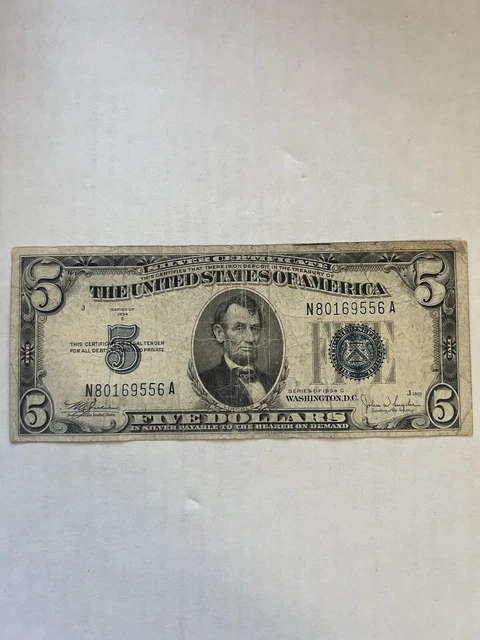 SILVER CERTIFICATE
THIS CERTIFIES THAT THERE IS ON DEPOSIT IN THE TREASURY OF
5 THE UNITED STATES OF AMERICA 5
J
SERIES OF
1934
C
N80169556 A
FIVE
5
THIS CERTIFICATE IS LEGAL TENDER
FOR ALL DEBTS PUBLIC AND PRIVATE
N80169556 A
SERIES OF 1934 C
WASHINGTON, D.C.
J
5 FIVE DOLLARS 5
IN SILVER PAYABLE TO THE BEARER ON DEMAND